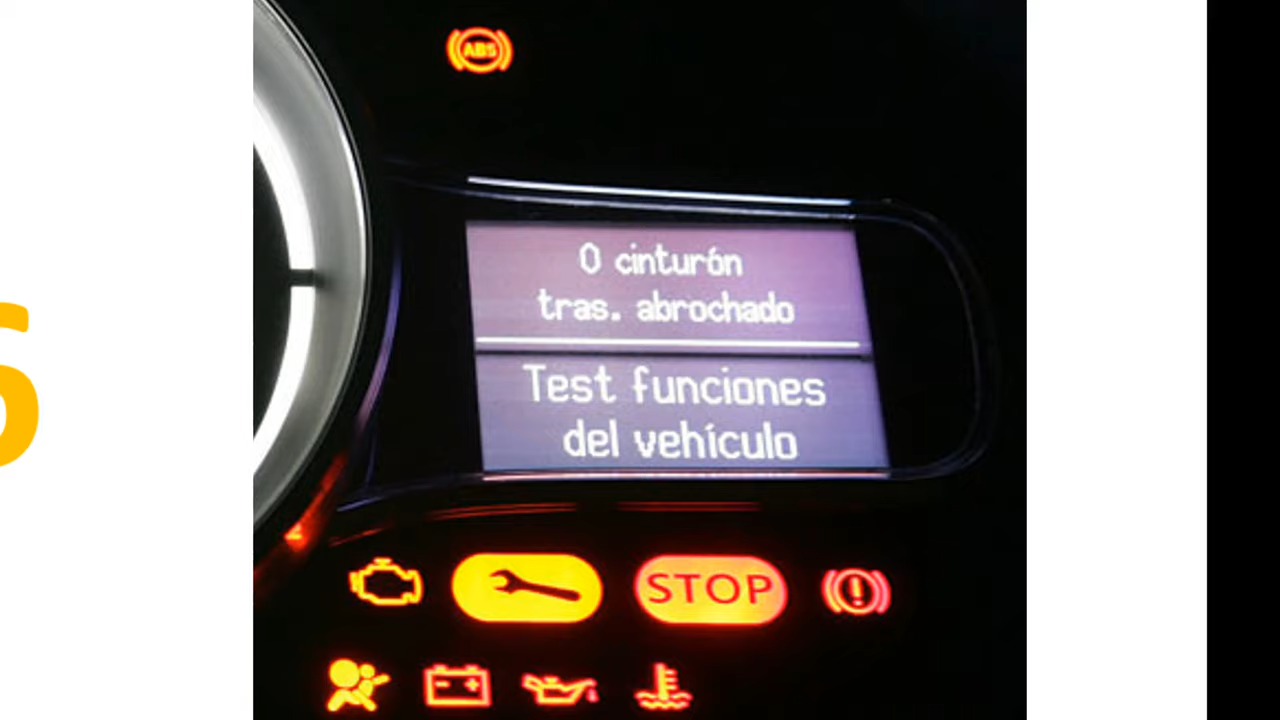 ABS
0 cinturón
tras. abrochado
Test funciones
del vehículo
STOP